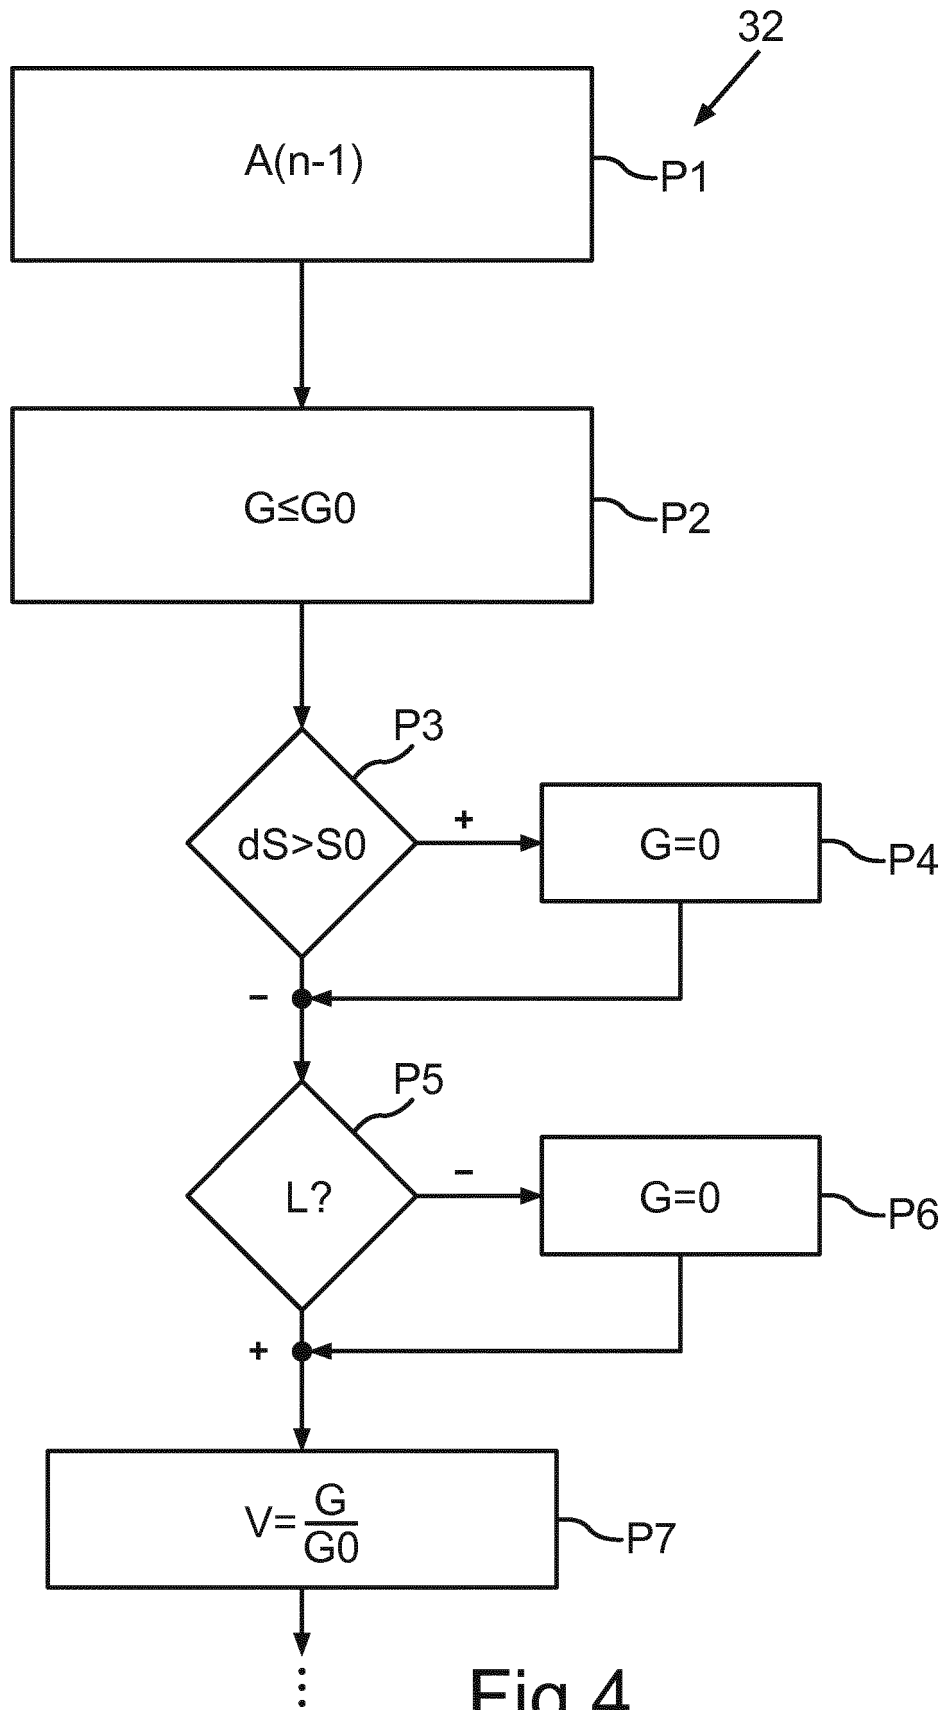 32
A(n-1)
P1
G≤G0
P2
P3
dS>S0
+
G=0
P4
−
P5
L?
−
G=0
P6
+
V=G/G0
P7
⋮
Fig.4